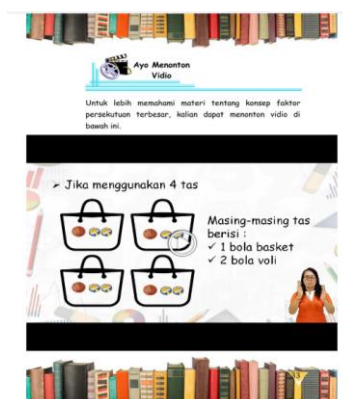 Ayo Menonton
Vidio
Untuk lebih memahami materi tentang konsep faktor
persekutuan terbesar, kalian dapat menonton vidio di
bawah ini.
➢ Jika menggunakan 4 tas
Masing-masing tas
berisi :
✓ 1 bola basket
✓ 2 bola voli